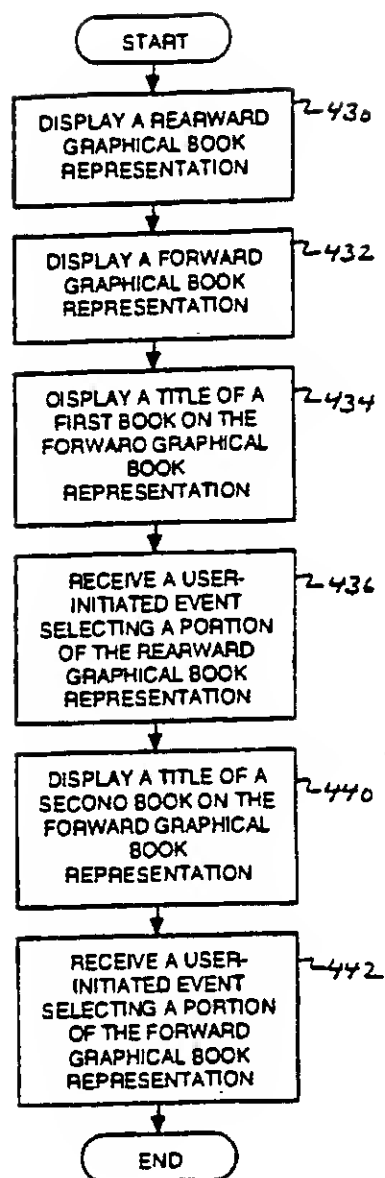 START
DISPLAY A REARWARD
GRAPHICAL BOOK
REPRESENTATION
430
DISPLAY A FORWARD
GRAPHICAL BOOK
REPRESENTATION
432
DISPLAY A TITLE OF A
FIRST BOOK ON THE
FORWARD GRAPHICAL
BOOK
REPRESENTATION
434
RECEIVE A USER-
INITIATED EVENT
SELECTING A PORTION
OF THE REARWARD
GRAPHICAL BOOK
REPRESENTATION
436
DISPLAY A TITLE OF A
SECOND BOOK ON THE
FORWARD GRAPHICAL
BOOK
REPRESENTATION
440
RECEIVE A USER-
INITIATED EVENT
SELECTING A PORTION
OF THE FORWARD
GRAPHICAL BOOK
REPRESENTATION
442
END